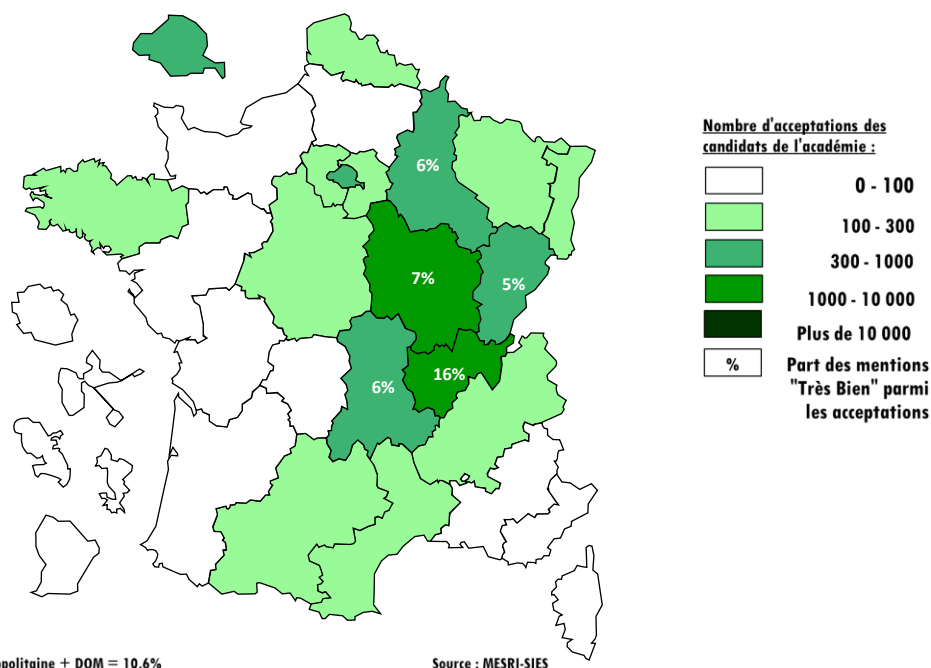 Nombre d'acceptations des
candidats de l'académie :
0 - 100
100 - 300
300 - 1000
1000 - 10 000
Plus de 10 000
% Part des mentions
"Très Bien" parmi
les acceptations
6%
7%
5%
16%
6%
+ DOM = 10,6%
Source : MESRI-SIES